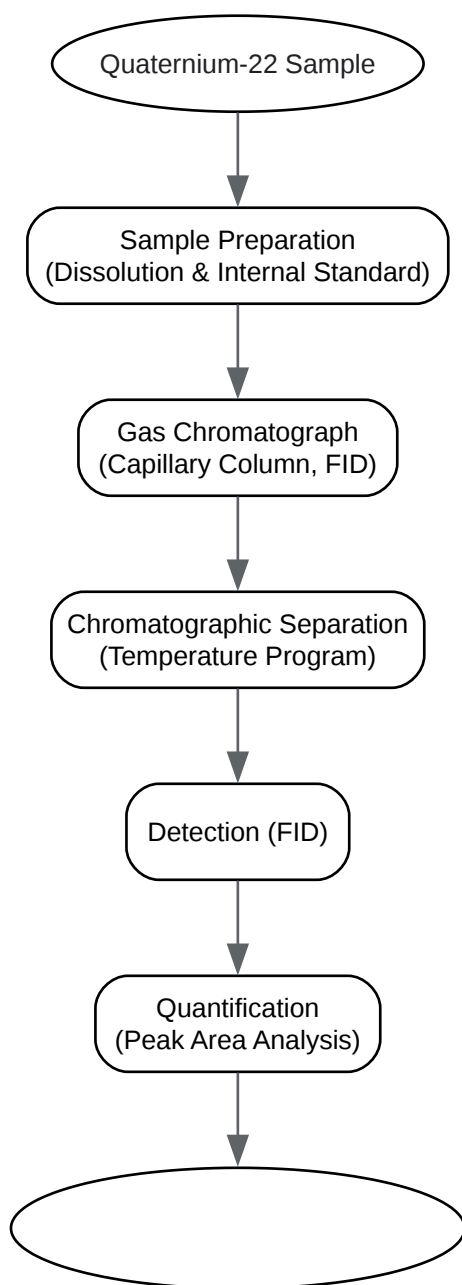 Quaternium-22 Sample
Sample Preparation
(Dissolution & Internal Standard)
Gas Chromatograph
(Capillary Column, FID)
Chromatographic Separation
(Temperature Program)
Detection (FID)
Quantification
(Peak Area Analysis)